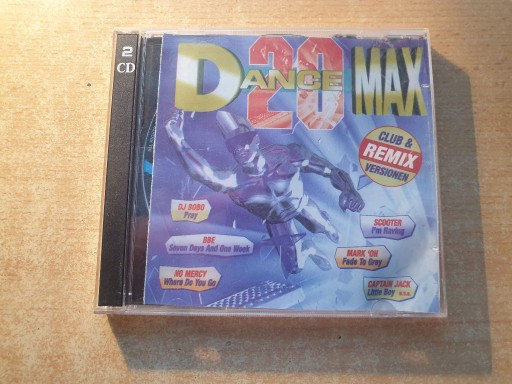 2
CD
DANCE MAX
20
CLUB &
REMIX
VERSIONEN
DJ BOBO
Pray
BBE
Seven Days And One Week
NO MERCY
Where Do You Go
SCOOTER
I'm Raving
MARK 'OH
Fade To Grey
CAPTAIN JACK
Little Boy u.v.a.